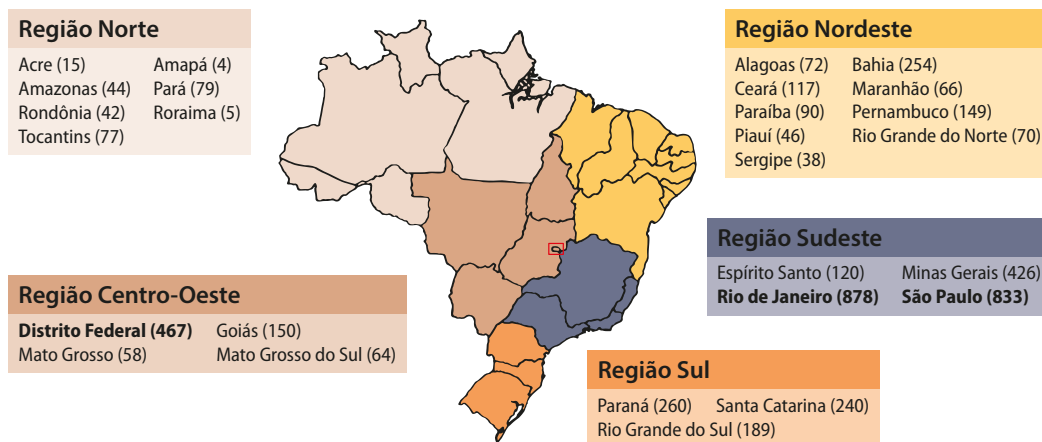 Região Norte
Acre (15) Amapá (4)
Amazonas (44) Pará (79)
Rondônia (42) Roraima (5)
Tocantins (77)
Região Nordeste
Alagoas (72) Bahia (254)
Ceará (117) Maranhão (66)
Paraíba (90) Pernambuco (149)
Piauí (46) Rio Grande do Norte (70)
Sergipe (38)
Região Sudeste
Espírito Santo (120) Minas Gerais (426)
Rio de Janeiro (878) São Paulo (833)
Região Centro-Oeste
Distrito Federal (467) Goiás (150)
Mato Grosso (58) Mato Grosso do Sul (64)
Região Sul
Paraná (260) Santa Catarina (240)
Rio Grande do Sul (189)